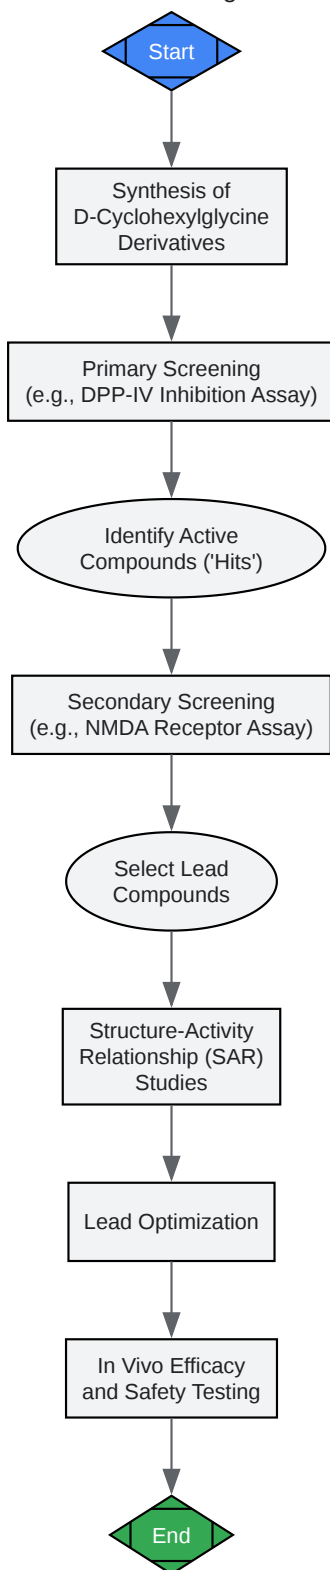 Start
Synthesis of
D-Cyclohexylglycine
Derivatives
Primary Screening
(e.g., DPP-IV Inhibition Assay)
Identify Active
Compounds ('Hits')
Secondary Screening
(e.g., NMDA Receptor Assay)
Select Lead
Compounds
Structure-Activity
Relationship (SAR)
Studies
Lead Optimization
In Vivo Efficacy
and Safety Testing
End